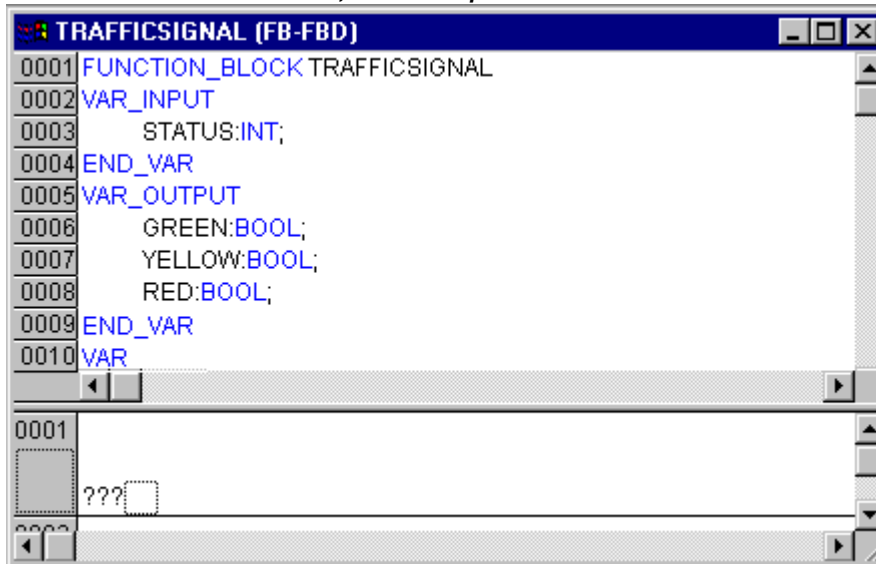 TRAFFICSIGNAL (FB-FBD)
0001 FUNCTION_BLOCK TRAFFICSIGNAL
0002 VAR_INPUT
0003 STATUS:INT;
0004 END_VAR
0005 VAR_OUTPUT
0006 GREEN:BOOL;
0007 YELLOW:BOOL;
0008 RED:BOOL;
0009 END_VAR
0010 VAR
0001
???